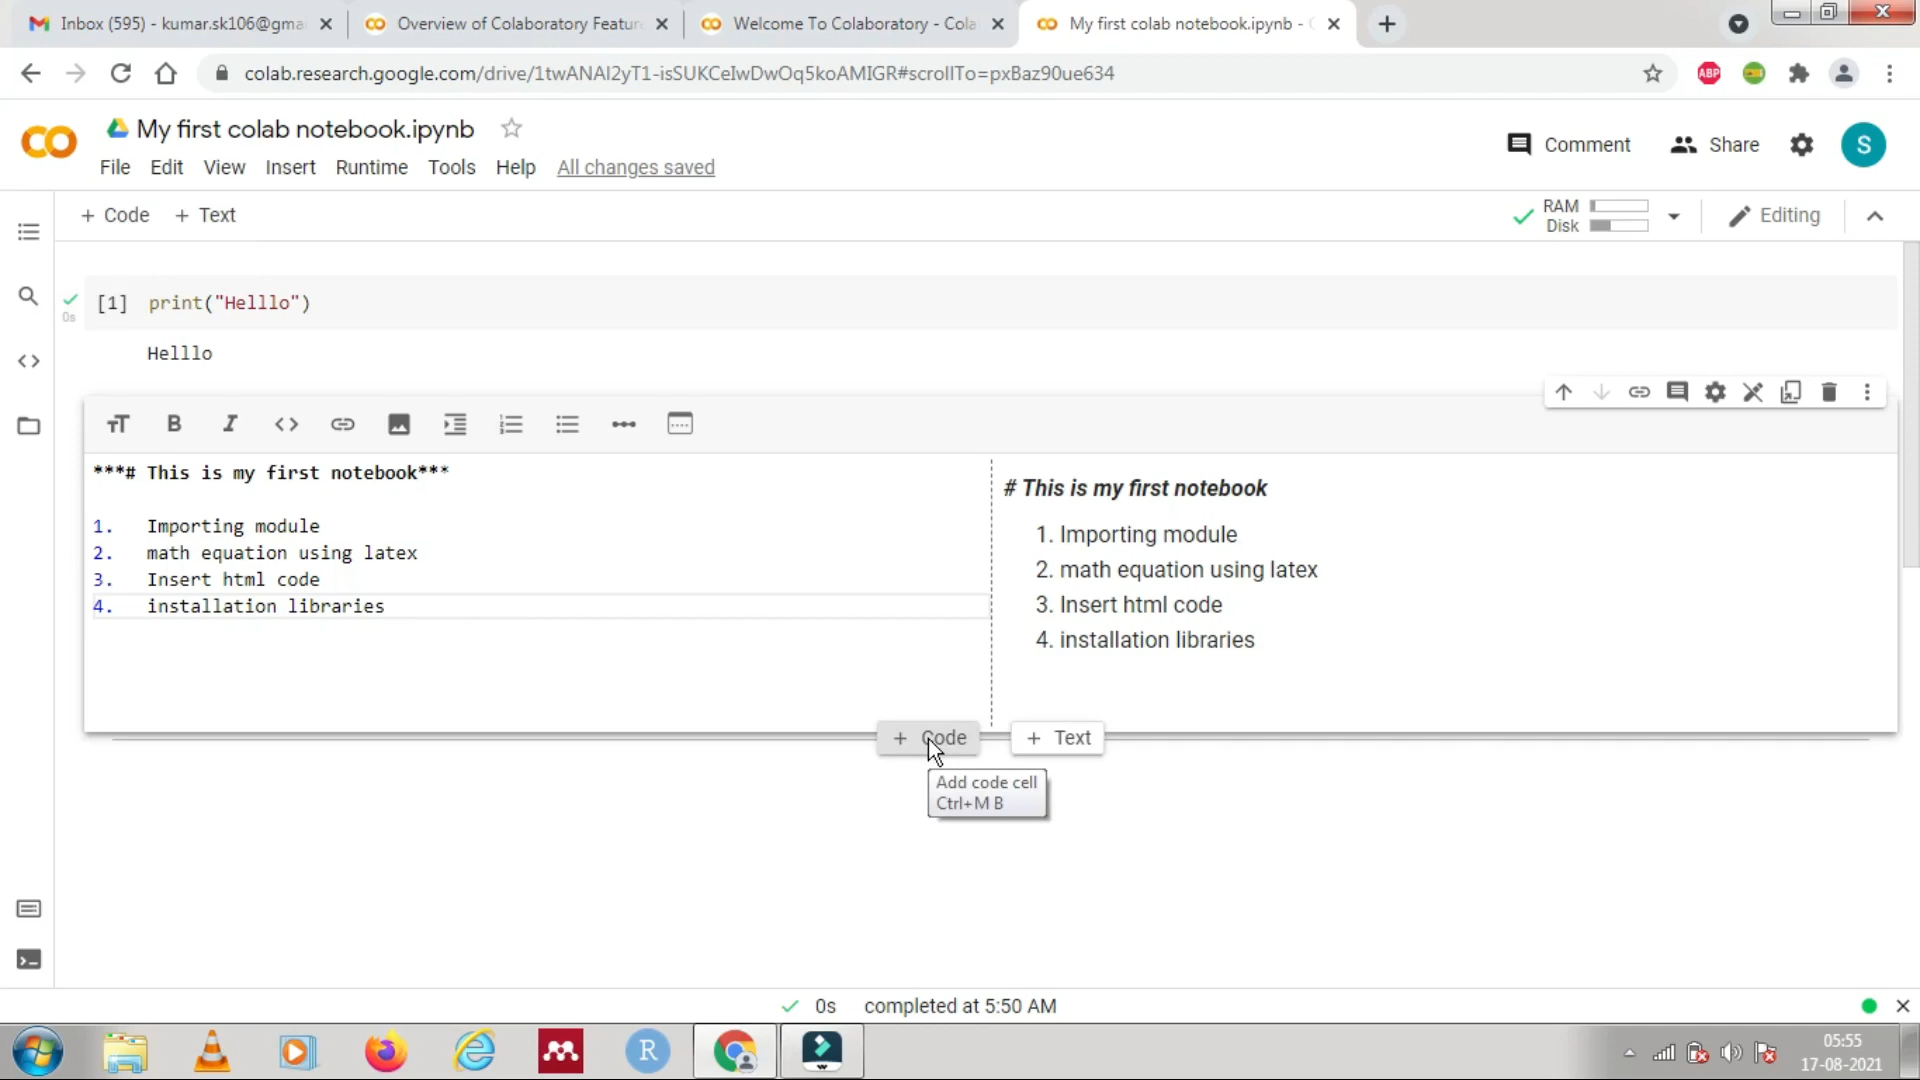 Inbox (595) - kumar.sk106@gma
Overview of Colaboratory Featur
Welcome To Colaboratory - Cola
My first colab notebook.ipynb - C
colab.research.google.com/drive/1twANAl2yT1-isSUKCeIwDwOq5koAMIGR#scrollTo=pxBaz90ue634
ABP
My first colab notebook.ipynb
File Edit View Insert Runtime Tools Help All changes saved
Comment Share S
+ Code + Text
RAM
Disk
Editing
[1] print("Helllo")
0s
Helllo
***# This is my first notebook***
1. Importing module
2. math equation using latex
3. Insert html code
4. installation libraries
# This is my first notebook
1. Importing module
2. math equation using latex
3. Insert html code
4. installation libraries
+ Code + Text
Add code cell
Ctrl+M B
0s completed at 5:50 AM
R
05:55
17-08-2021